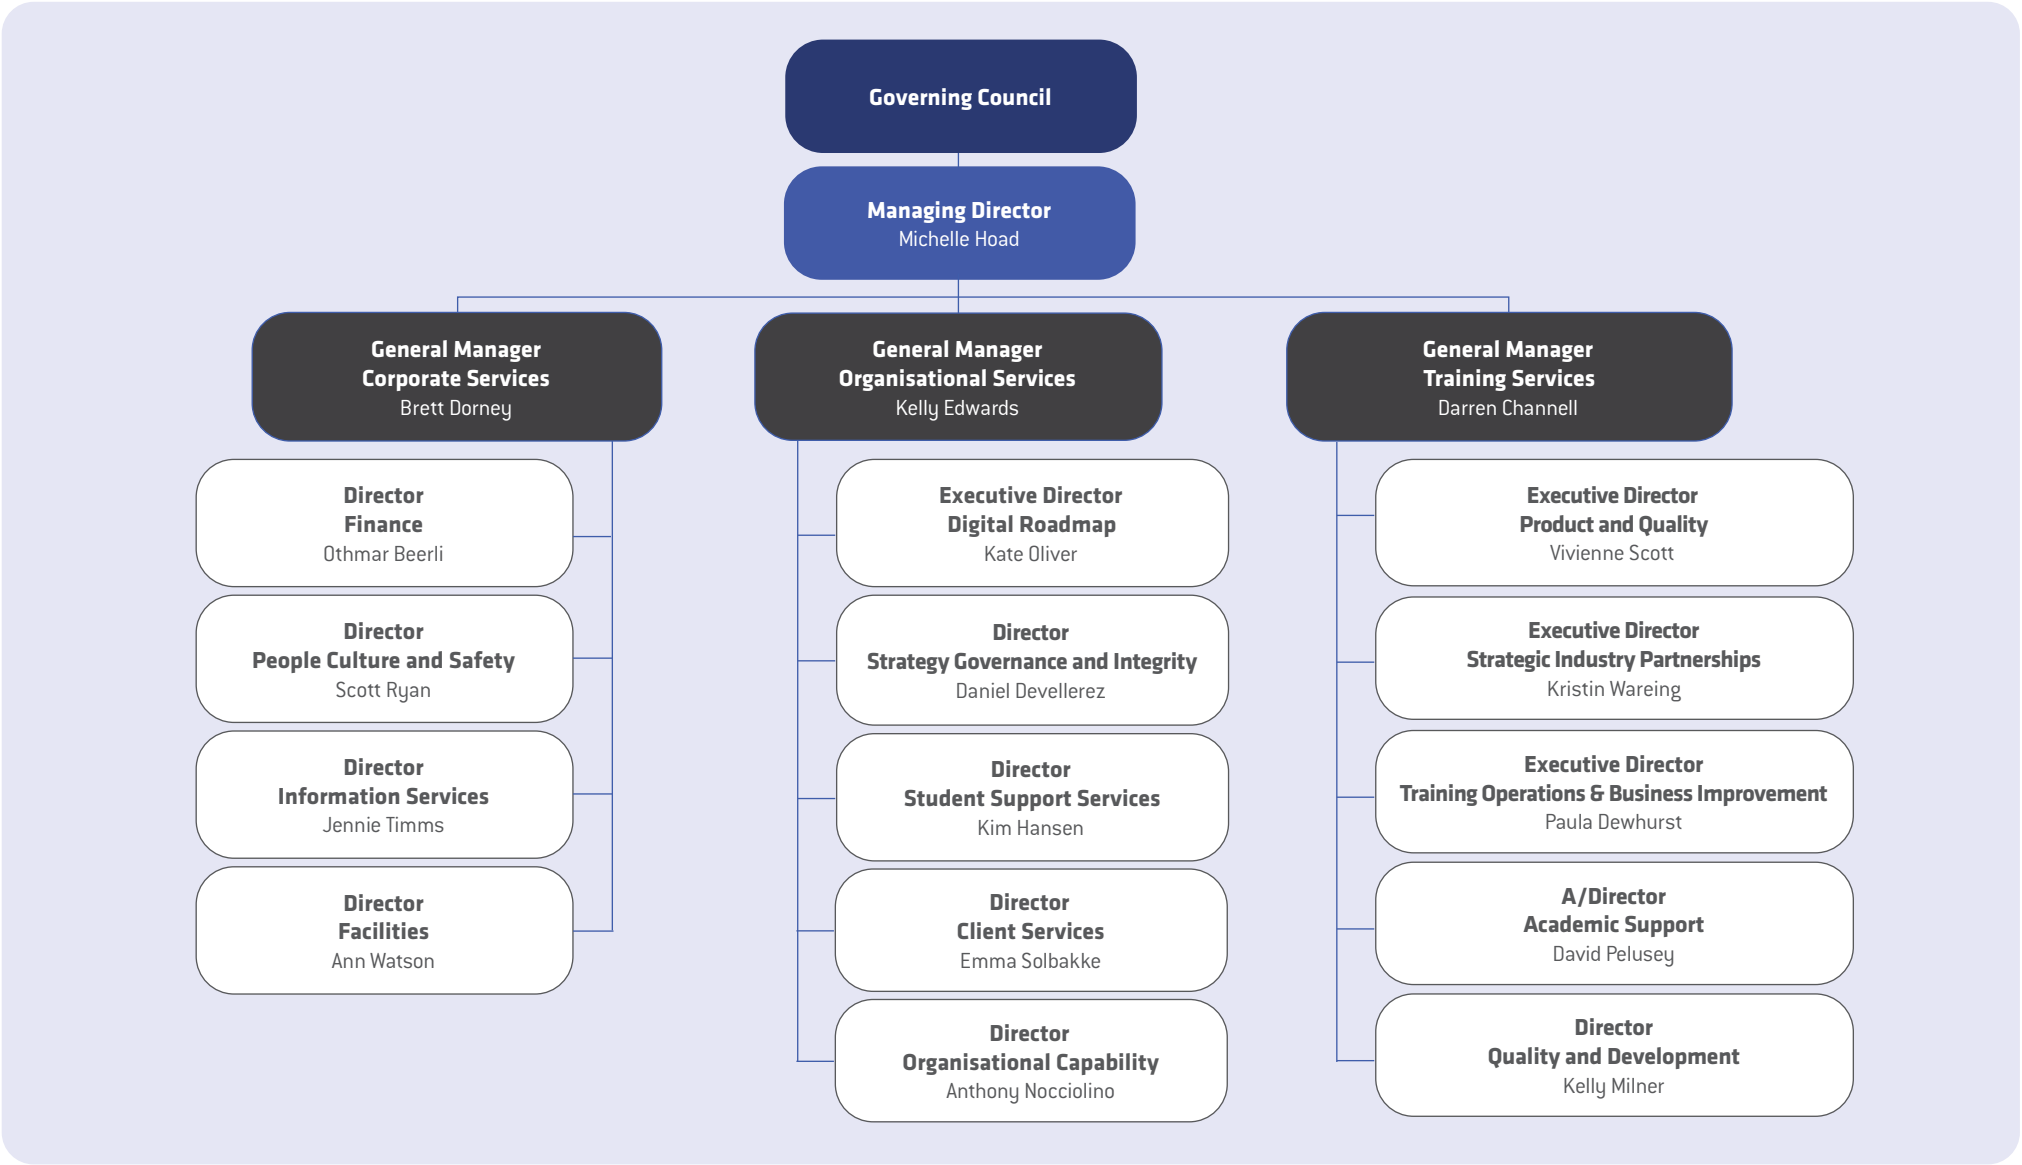 Governing Council
Managing Director
Michelle Hoad
General Manager
Corporate Services
Brett Dorney
General Manager
Organisational Services
Kelly Edwards
General Manager
Training Services
Darren Channell
Director
Finance
Othmar Beerli
Director
People Culture and Safety
Scott Ryan
Director
Information Services
Jennie Timms
Director
Facilities
Ann Watson
Executive Director
Digital Roadmap
Kate Oliver
Director
Strategy Governance and Integrity
Daniel Devellerez
Director
Student Support Services
Kim Hansen
Director
Client Services
Emma Solbakke
Director
Organisational Capability
Anthony Nocciolino
Executive Director
Product and Quality
Vivienne Scott
Executive Director
Strategic Industry Partnerships
Kristin Wareing
Executive Director
Training Operations & Business Improvement
Paula Dewhurst
A/Director
Academic Support
David Pelusey
Director
Quality and Development
Kelly Milner